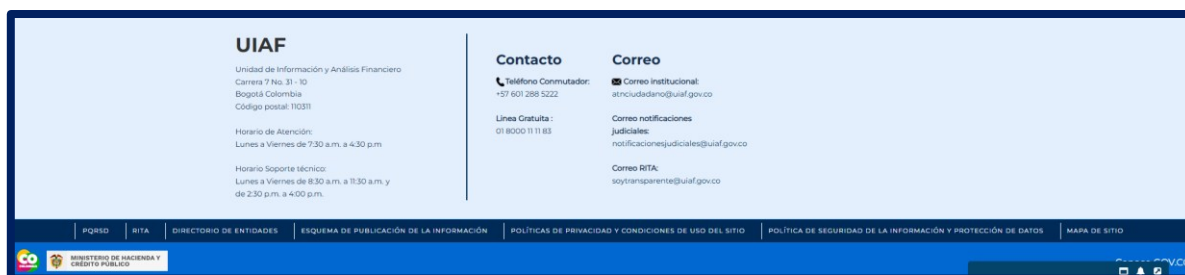 UIAF
Unidad de Información y Análisis Financiero
Carrera 7 No. 31 - 10
Bogotá Colombia
Código postal: 110311
Horario de Atención:
Lunes a Viernes de 7:30 a.m. a 4:30 p.m
Horario Soporte técnico:
Lunes a Viernes de 8:30 a.m. a 11:30 a.m. y
de 2:30 p.m. a 4:00 p.m.
Contacto
Teléfono Conmutador:
+57 601 288 5222
Linea Gratuita :
01 8000 11 11 83
Correo
Correo institucional:
atnciudadano@uiaf.gov.co
Correo notificaciones
judiciales:
notificacionesjudiciales@uiaf.gov.co
Correo RITA:
soytransparente@uiaf.gov.co
PQRSD RITA DIRECTORIO DE ENTIDADES ESQUEMA DE PUBLICACIÓN DE LA INFORMACIÓN POLÍTICAS DE PRIVACIDAD Y CONDICIONES DE USO DEL SITIO POLÍTICA DE SEGURIDAD DE LA INFORMACIÓN Y PROTECCIÓN DE DATOS MAPA DE SITIO
MINISTERIO DE HACIENDA Y
CRÉDITO PÚBLICO